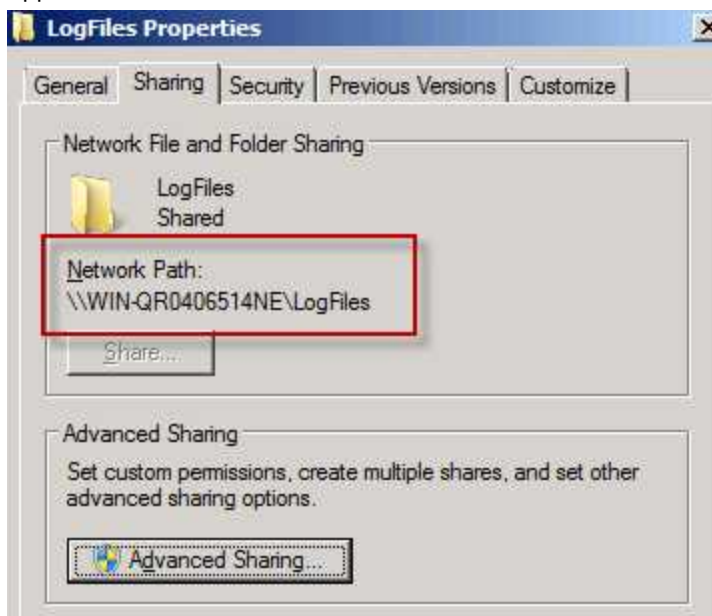 LogFiles Properties
General Sharing Security Previous Versions Customize
Network File and Folder Sharing
LogFiles
Shared
Network Path:
\\WIN-QR0406514NE\LogFiles
Share...
Advanced Sharing
Set custom permissions, create multiple shares, and set other
advanced sharing options.
Advanced Sharing...